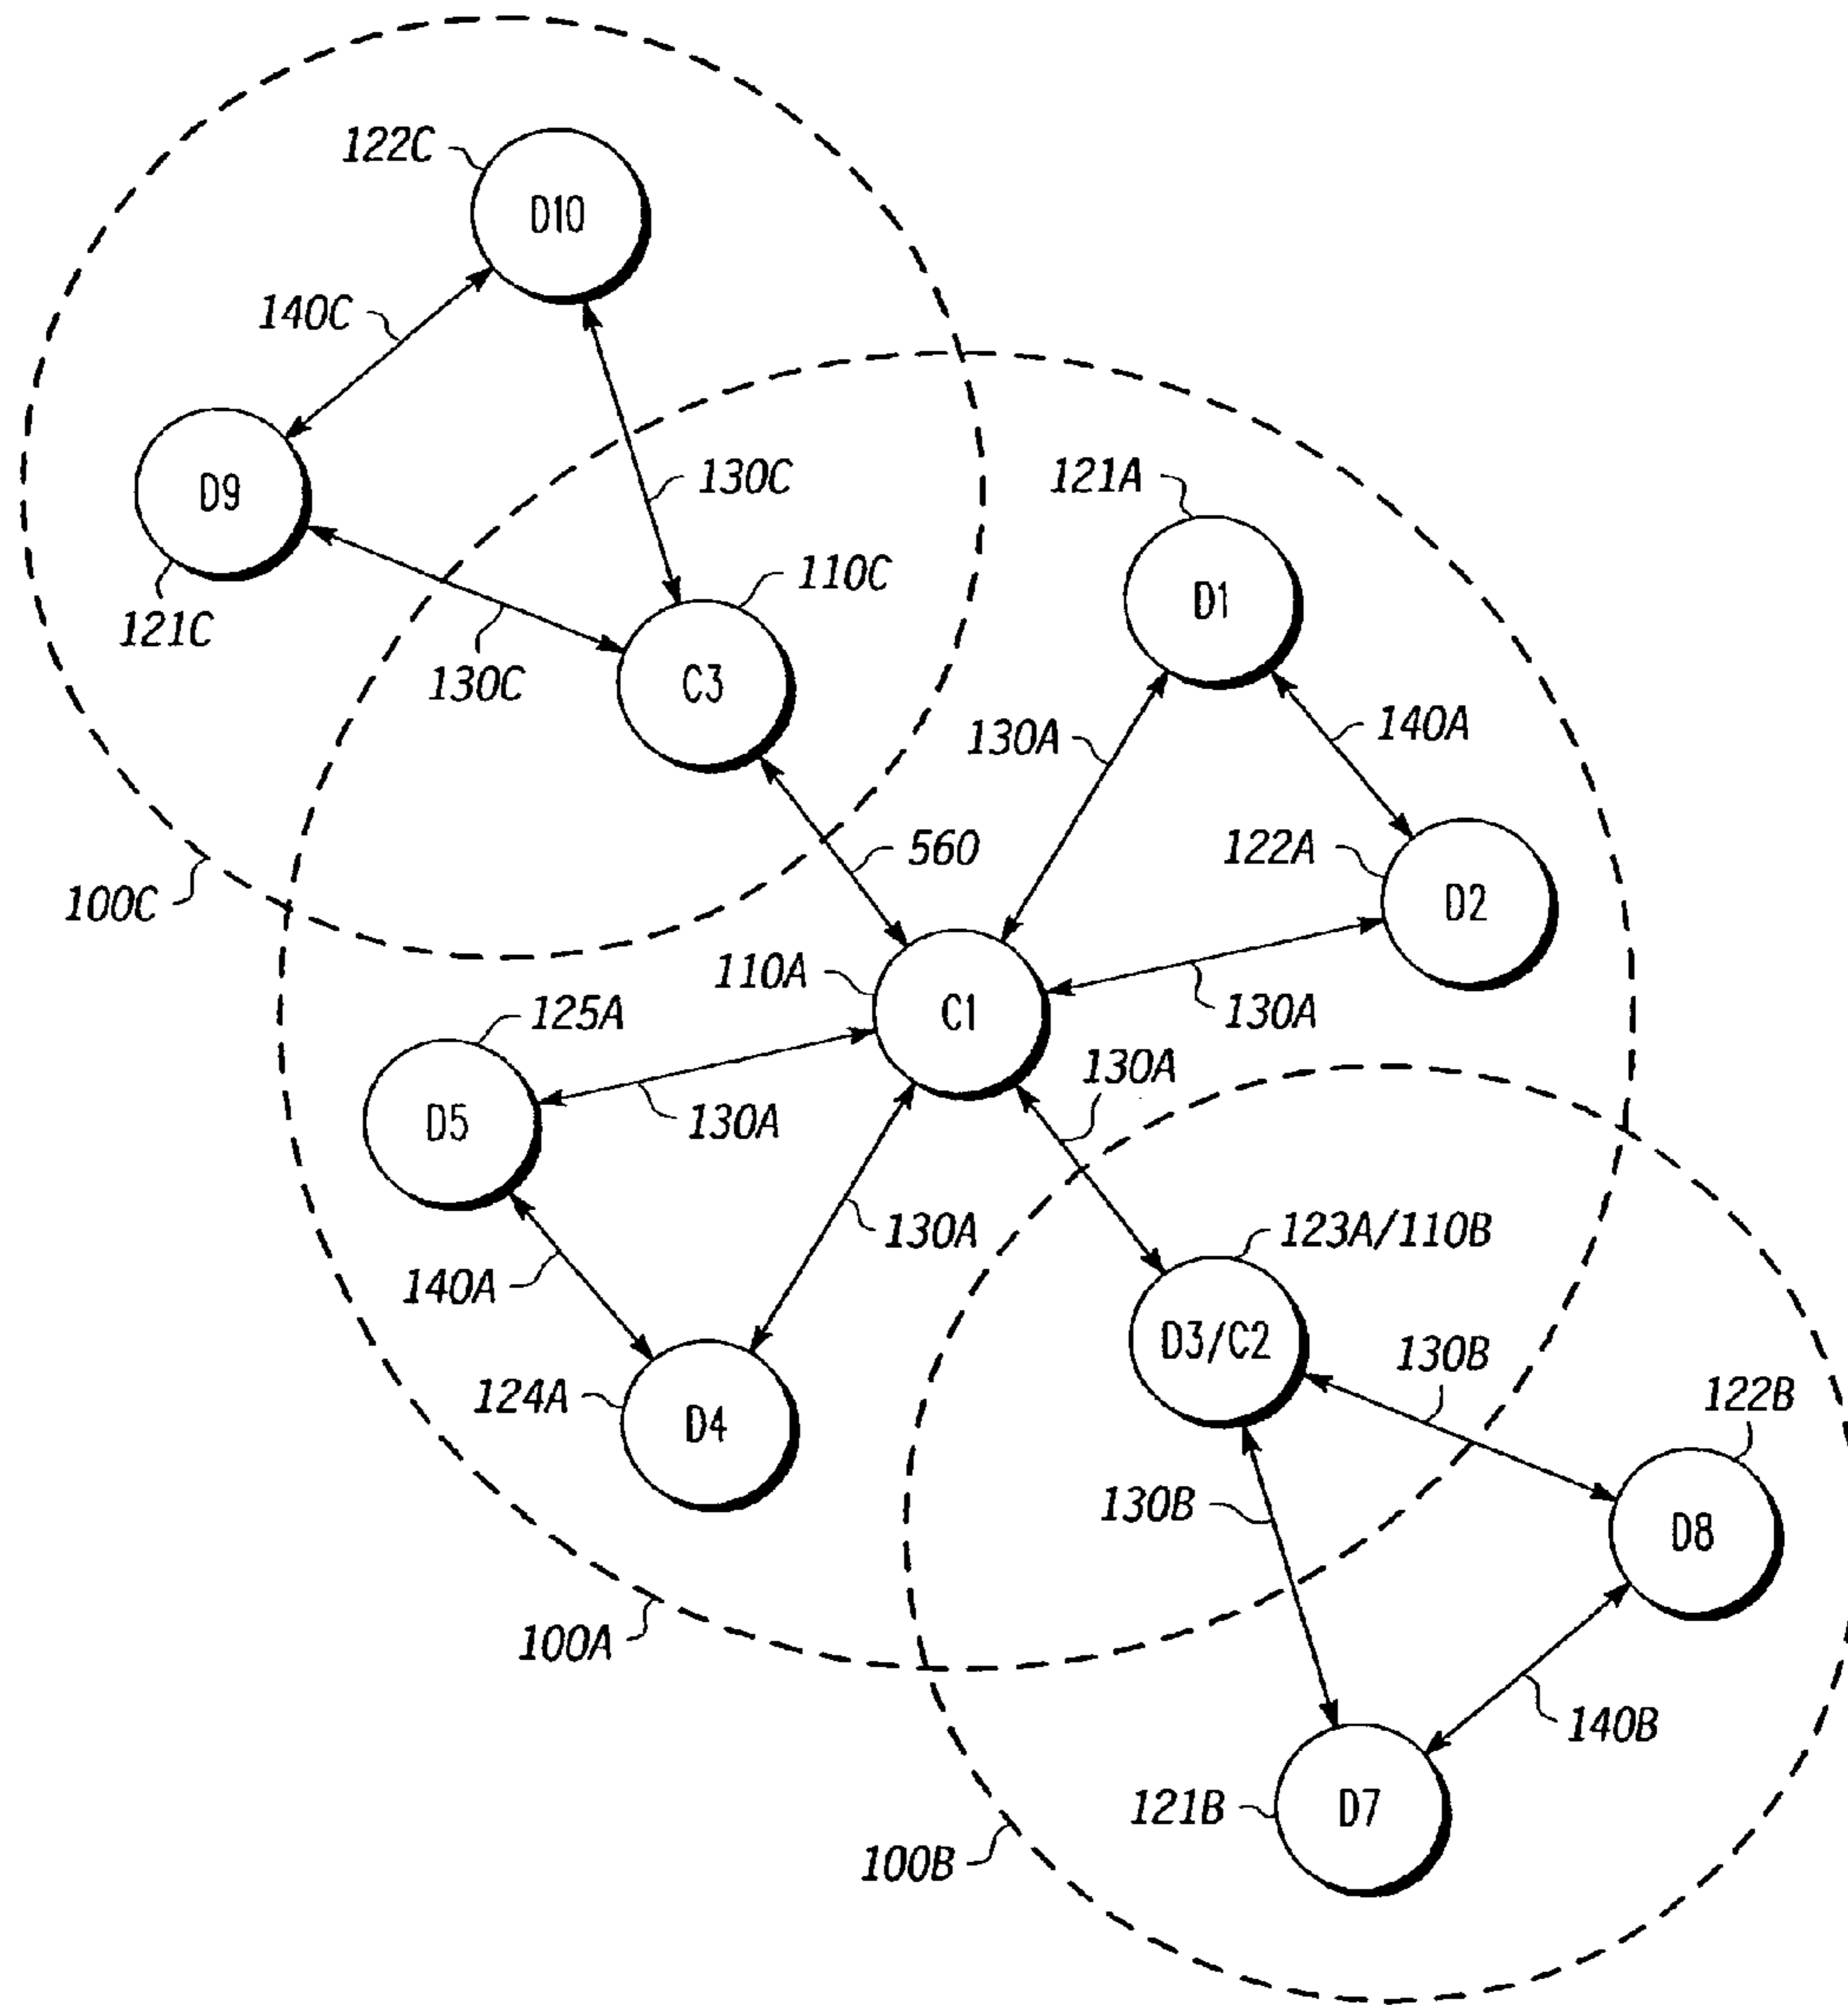 122C
D10
140C
D9
130C
121A
121C
130C
110C
C3
D1
130A
140A
560
122A
D2
100C
110A
C1
130A
125A
D5
130A
130A
130A
123A/110B
140A
D3/C2
130B
124A
D4
122B
130B
D8
100A
140B
121B
D7
100B